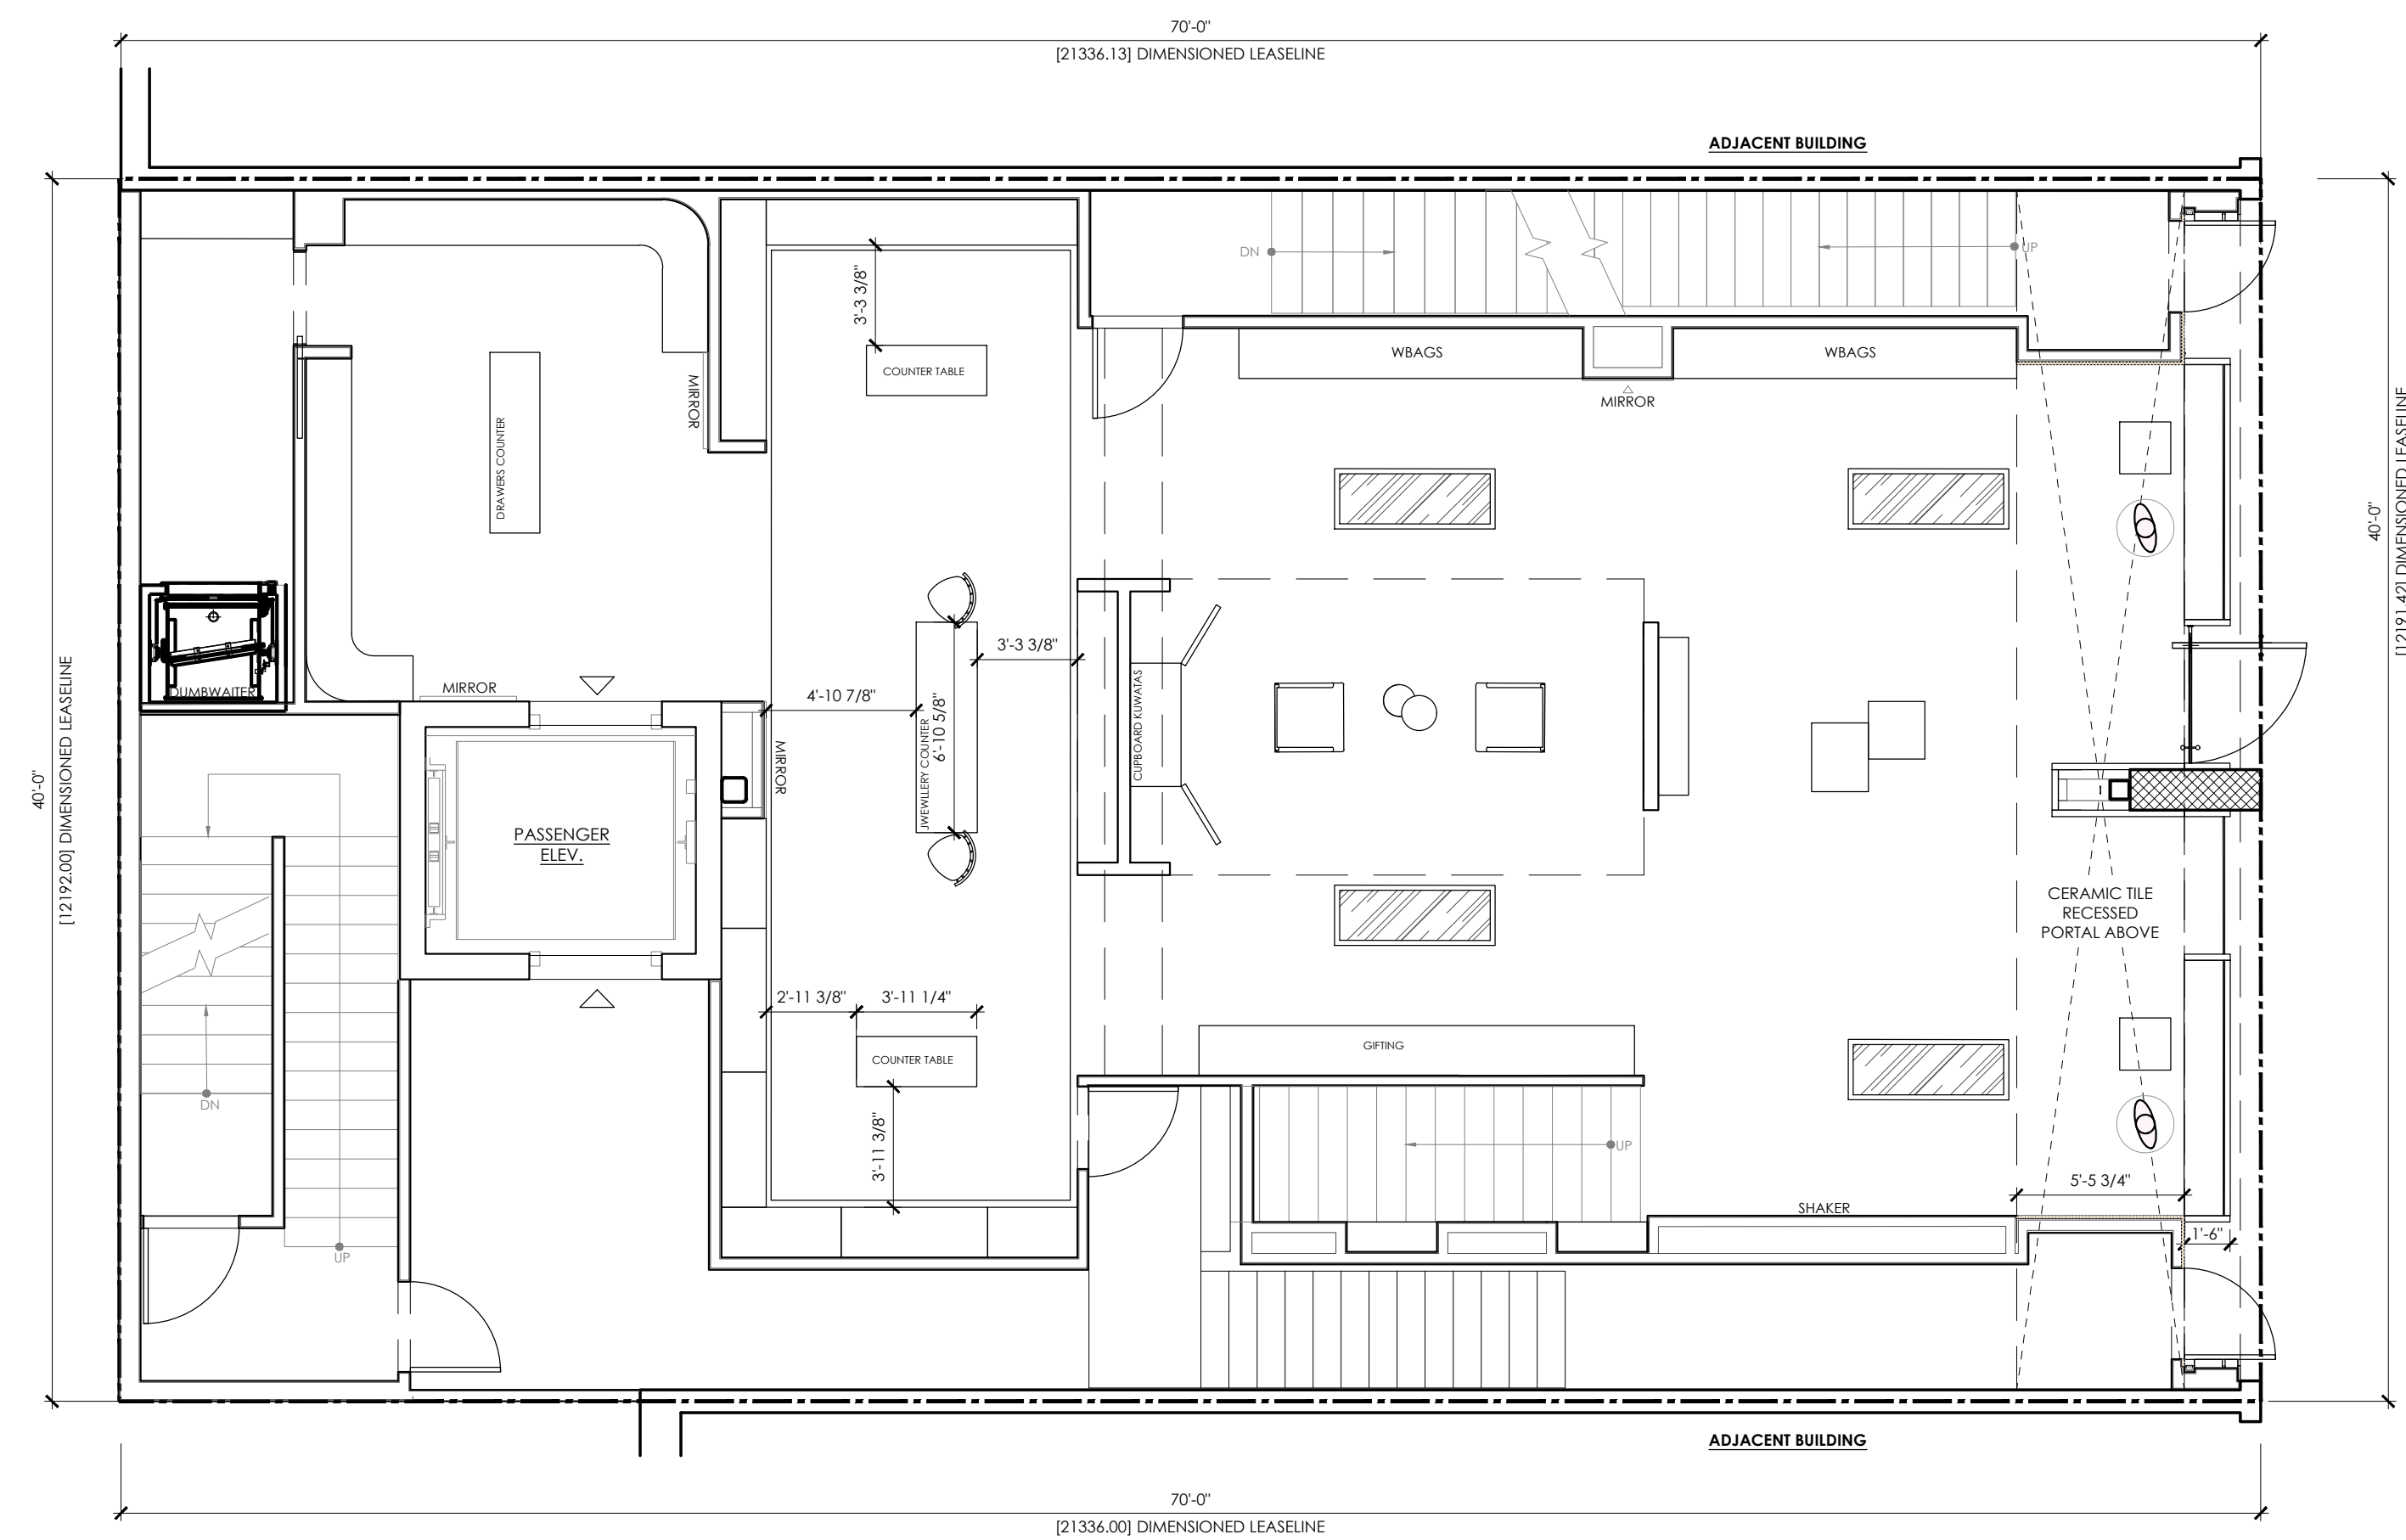 70'-0"
[21336.13] DIMENSIONED LEASELINE
ADJACENT BUILDING
DN
UP
3'-3 3/8"
WBAGS
WBAGS
COUNTER TABLE
MIRROR
MIRROR
DRAWERS COUNTER
40'-0"
[12191.42] DIMENSIONED LEASELINE
3'-3 3/8"
DUMBWAITER
MIRROR
4'-10 7/8"
6'-10 5/8"
JWEWLLERY COUNTER
CUPBOARD KUWATAS
MIRROR
40'-0"
[12192.00] DIMENSIONED LEASELINE
PASSENGER
ELEV.
CERAMIC TILE
RECESSED
PORTAL ABOVE
2'-11 3/8"
3'-11 1/4"
GIFTING
COUNTER TABLE
DN
3'-11 3/8"
UP
5'-5 3/4"
SHAKER
1'-6"
UP
ADJACENT BUILDING
70'-0"
[21336.00] DIMENSIONED LEASELINE